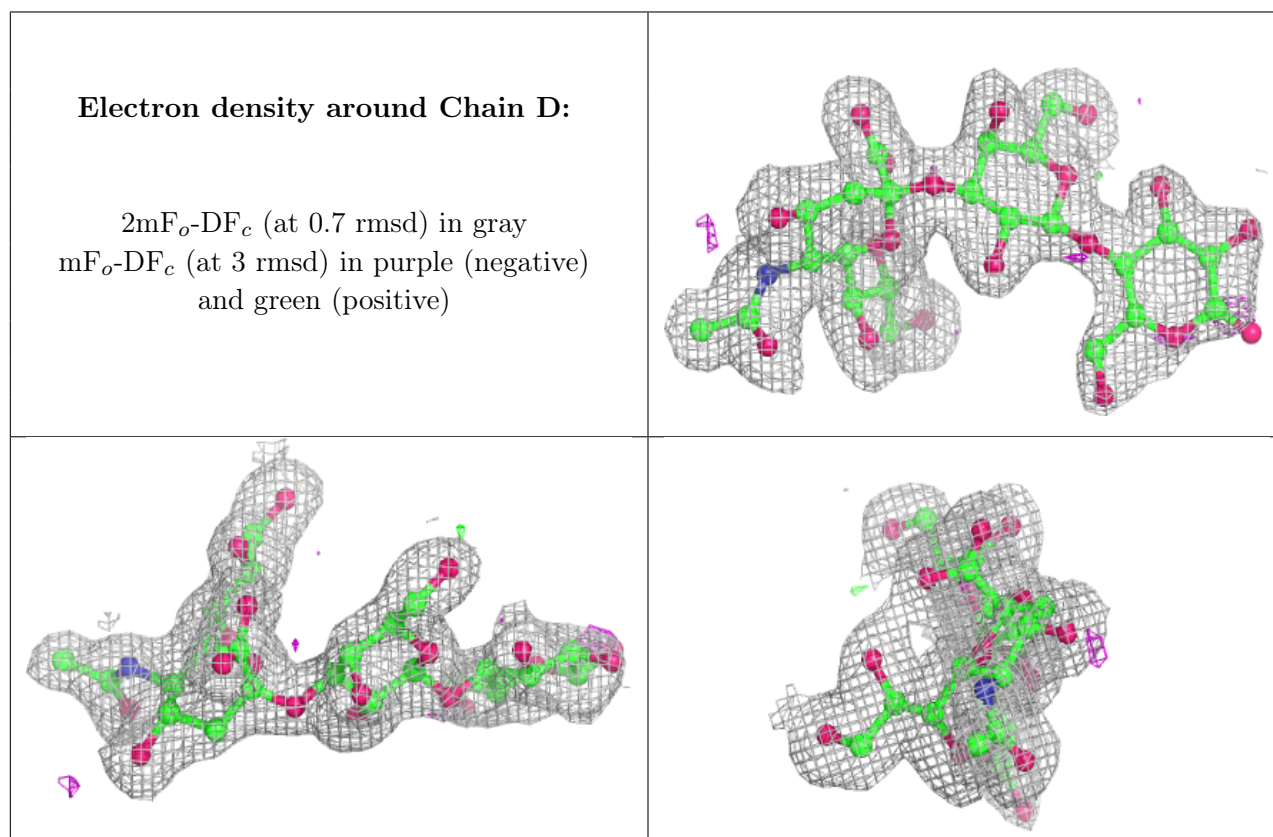 Electron density around Chain D:
2mFo-DFc (at 0.7 rmsd) in gray
mFo-DFc (at 3 rmsd) in purple (negative)
and green (positive)